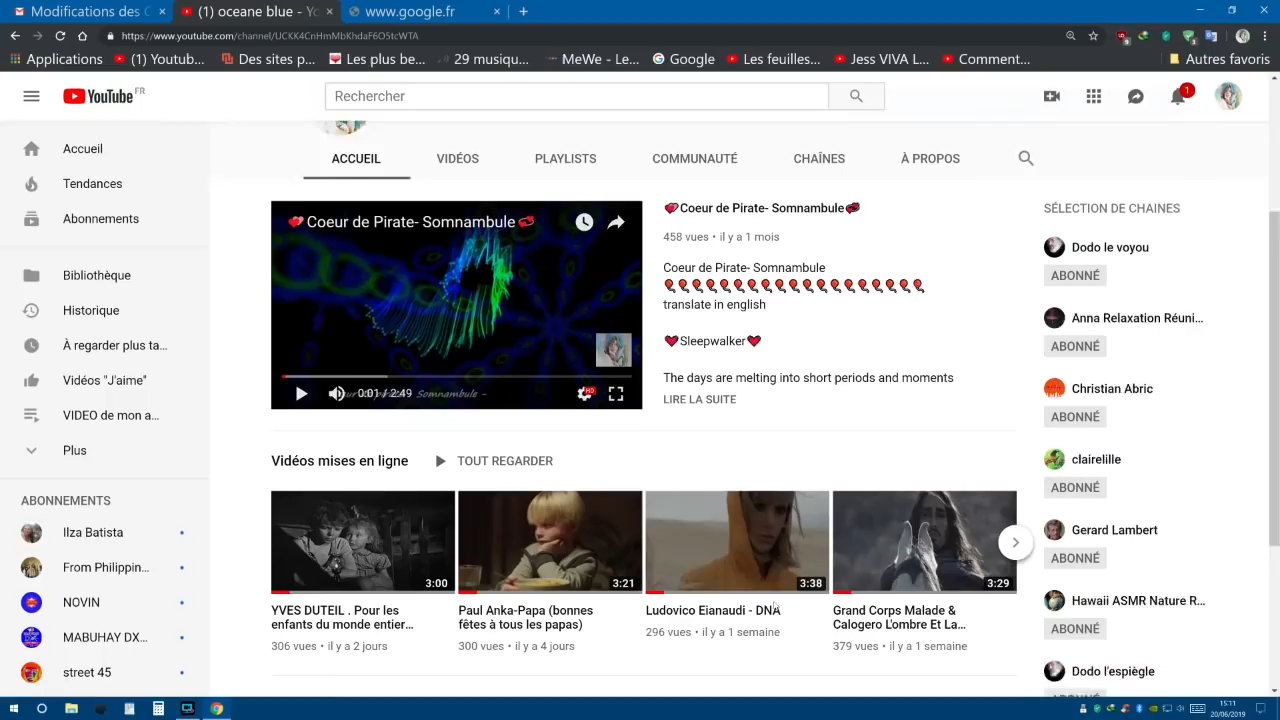 Modifications des C
(1) oceane blue - Yo
www.google.fr
https://www.youtube.com/channel/UCKK4CnHmMbKhdaF6O5tcWTA
Applications
(1) Youtub...
Des sites p...
Les plus be...
29 musiqu...
MeWe - Le...
Google
Les feuilles...
Jess VIVA L...
Comment...
Autres favoris
YouTube FR
Rechercher
1
Accueil
Tendances
Abonnements
Bibliothèque
Historique
À regarder plus ta...
Vidéos "J'aime"
VIDEO de mon a...
Plus
ABONNEMENTS
Ilza Batista
From Philippin...
NOVIN
MABUHAY DX...
street 45
ACCUEIL
VIDÉOS
PLAYLISTS
COMMUNAUTÉ
CHAÎNES
À PROPOS
Coeur de Pirate- Somnambule
0:01 / 2:49
HD
Coeur de Pirate- Somnambule
458 vues • il y a 1 mois
Coeur de Pirate- Somnambule
translate in english
Sleepwalker
The days are melting into short periods and moments
LIRE LA SUITE
Vidéos mises en ligne
TOUT REGARDER
3:00
YVES DUTEIL . Pour les
enfants du monde entier...
306 vues • il y a 2 jours
3:21
Paul Anka-Papa (bonnes
fêtes à tous les papas)
300 vues • il y a 4 jours
3:38
Ludovico Eianaudi - DNA
296 vues • il y a 1 semaine
3:29
Grand Corps Malade &
Calogero L'ombre Et La...
379 vues • il y a 1 semaine
SÉLECTION DE CHAINES
Dodo le voyou
ABONNÉ
Anna Relaxation Réuni...
ABONNÉ
Christian Abric
ABONNÉ
clairelille
ABONNÉ
Gerard Lambert
ABONNÉ
Hawaii ASMR Nature R...
ABONNÉ
Dodo l'espiègle
ABONNÉ
15:11
20/06/2019